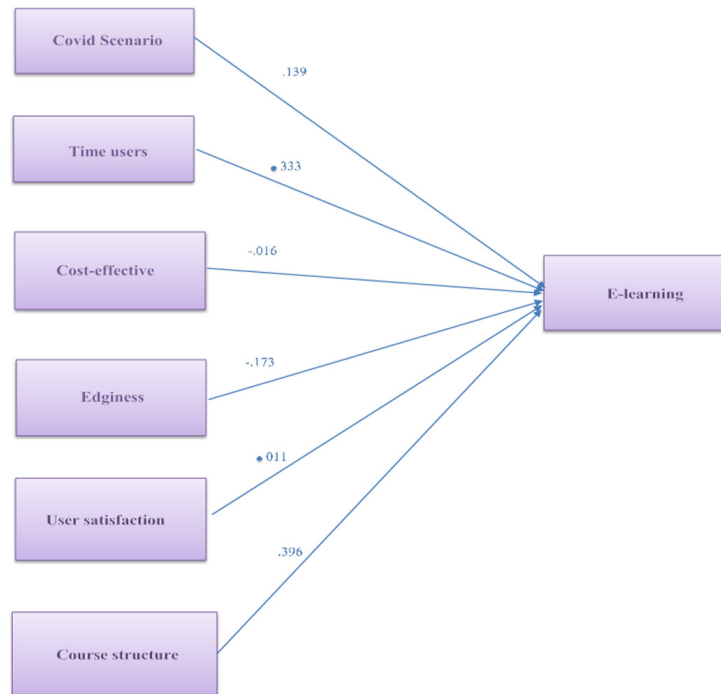 Covid Scenario
.139
Time users
• 333
Cost-effective
-.016
E-learning
Edginess
-.173
• 011
User satisfaction
.396
Course structure